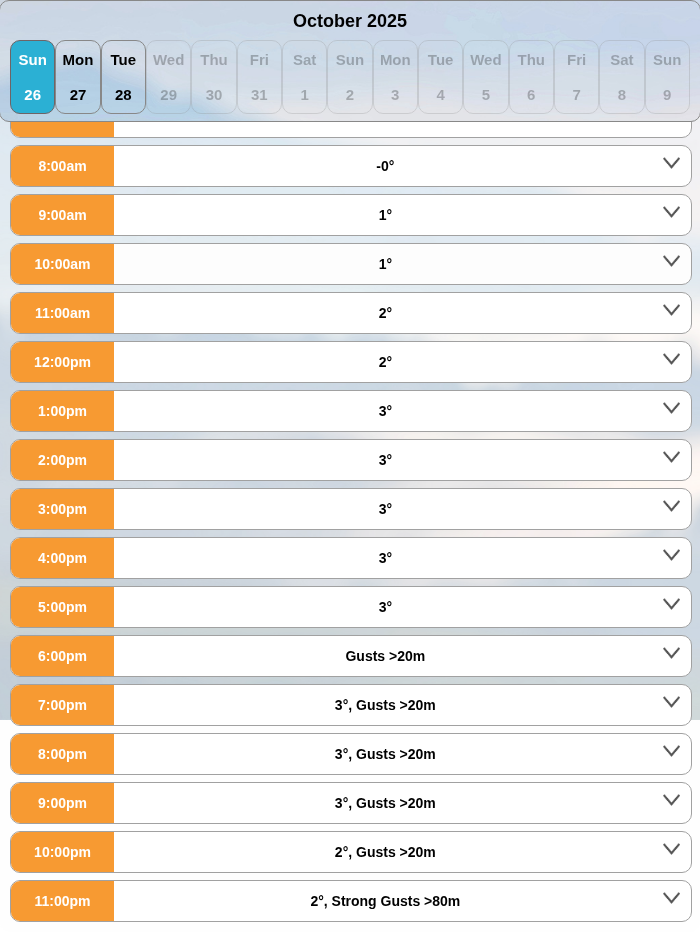 October 2025
Sun Mon Tue Wed Thu Fri Sat Sun Mon Tue Wed Thu Fri Sat Sun
26 27 28 29 30 31 1 2 3 4 5 6 7 8 9
8:00am -0°
9:00am 1°
10:00am 1°
11:00am 2°
12:00pm 2°
1:00pm 3°
2:00pm 3°
3:00pm 3°
4:00pm 3°
5:00pm 3°
6:00pm Gusts >20m
7:00pm 3°, Gusts >20m
8:00pm 3°, Gusts >20m
9:00pm 3°, Gusts >20m
10:00pm 2°, Gusts >20m
11:00pm 2°, Strong Gusts >80m